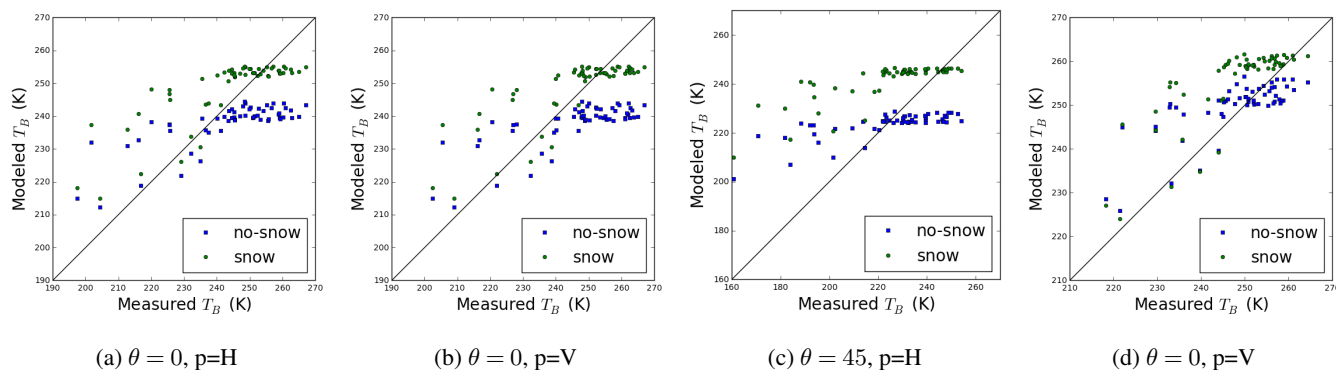 270
260
250
240
230
220
210
200
190
190 200 210 220 230 240 250 260 270
Modeled T_B (K)
Measured T_B (K)
no-snow
snow
(a) θ = 0, p=H
270
260
250
240
230
220
210
200
190
190 200 210 220 230 240 250 260 270
Modeled T_B (K)
Measured T_B (K)
no-snow
snow
(b) θ = 0, p=V
260
240
220
200
180
160
160 180 200 220 240 260
Modeled T_B (K)
Measured T_B (K)
no-snow
snow
(c) θ = 45, p=H
270
260
250
240
230
220
210
210 220 230 240 250 260 270
Modeled T_B (K)
Measured T_B (K)
no-snow
snow
(d) θ = 0, p=V